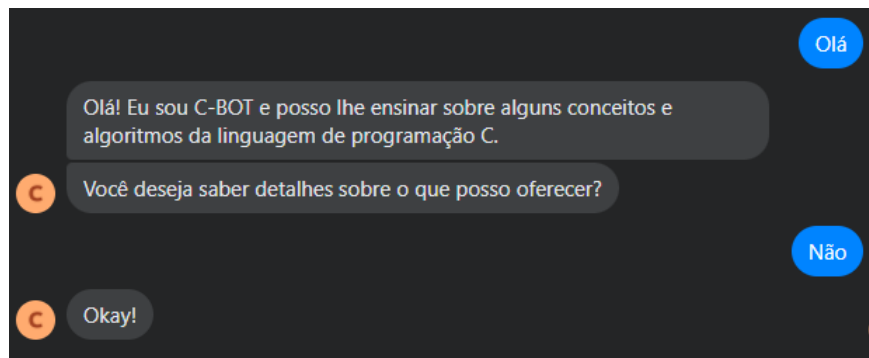 Olá
Olá! Eu sou C-BOT e posso lhe ensinar sobre alguns conceitos e
algoritmos da linguagem de programação C.
C
Você deseja saber detalhes sobre o que posso oferecer?
Não
C
Okay!